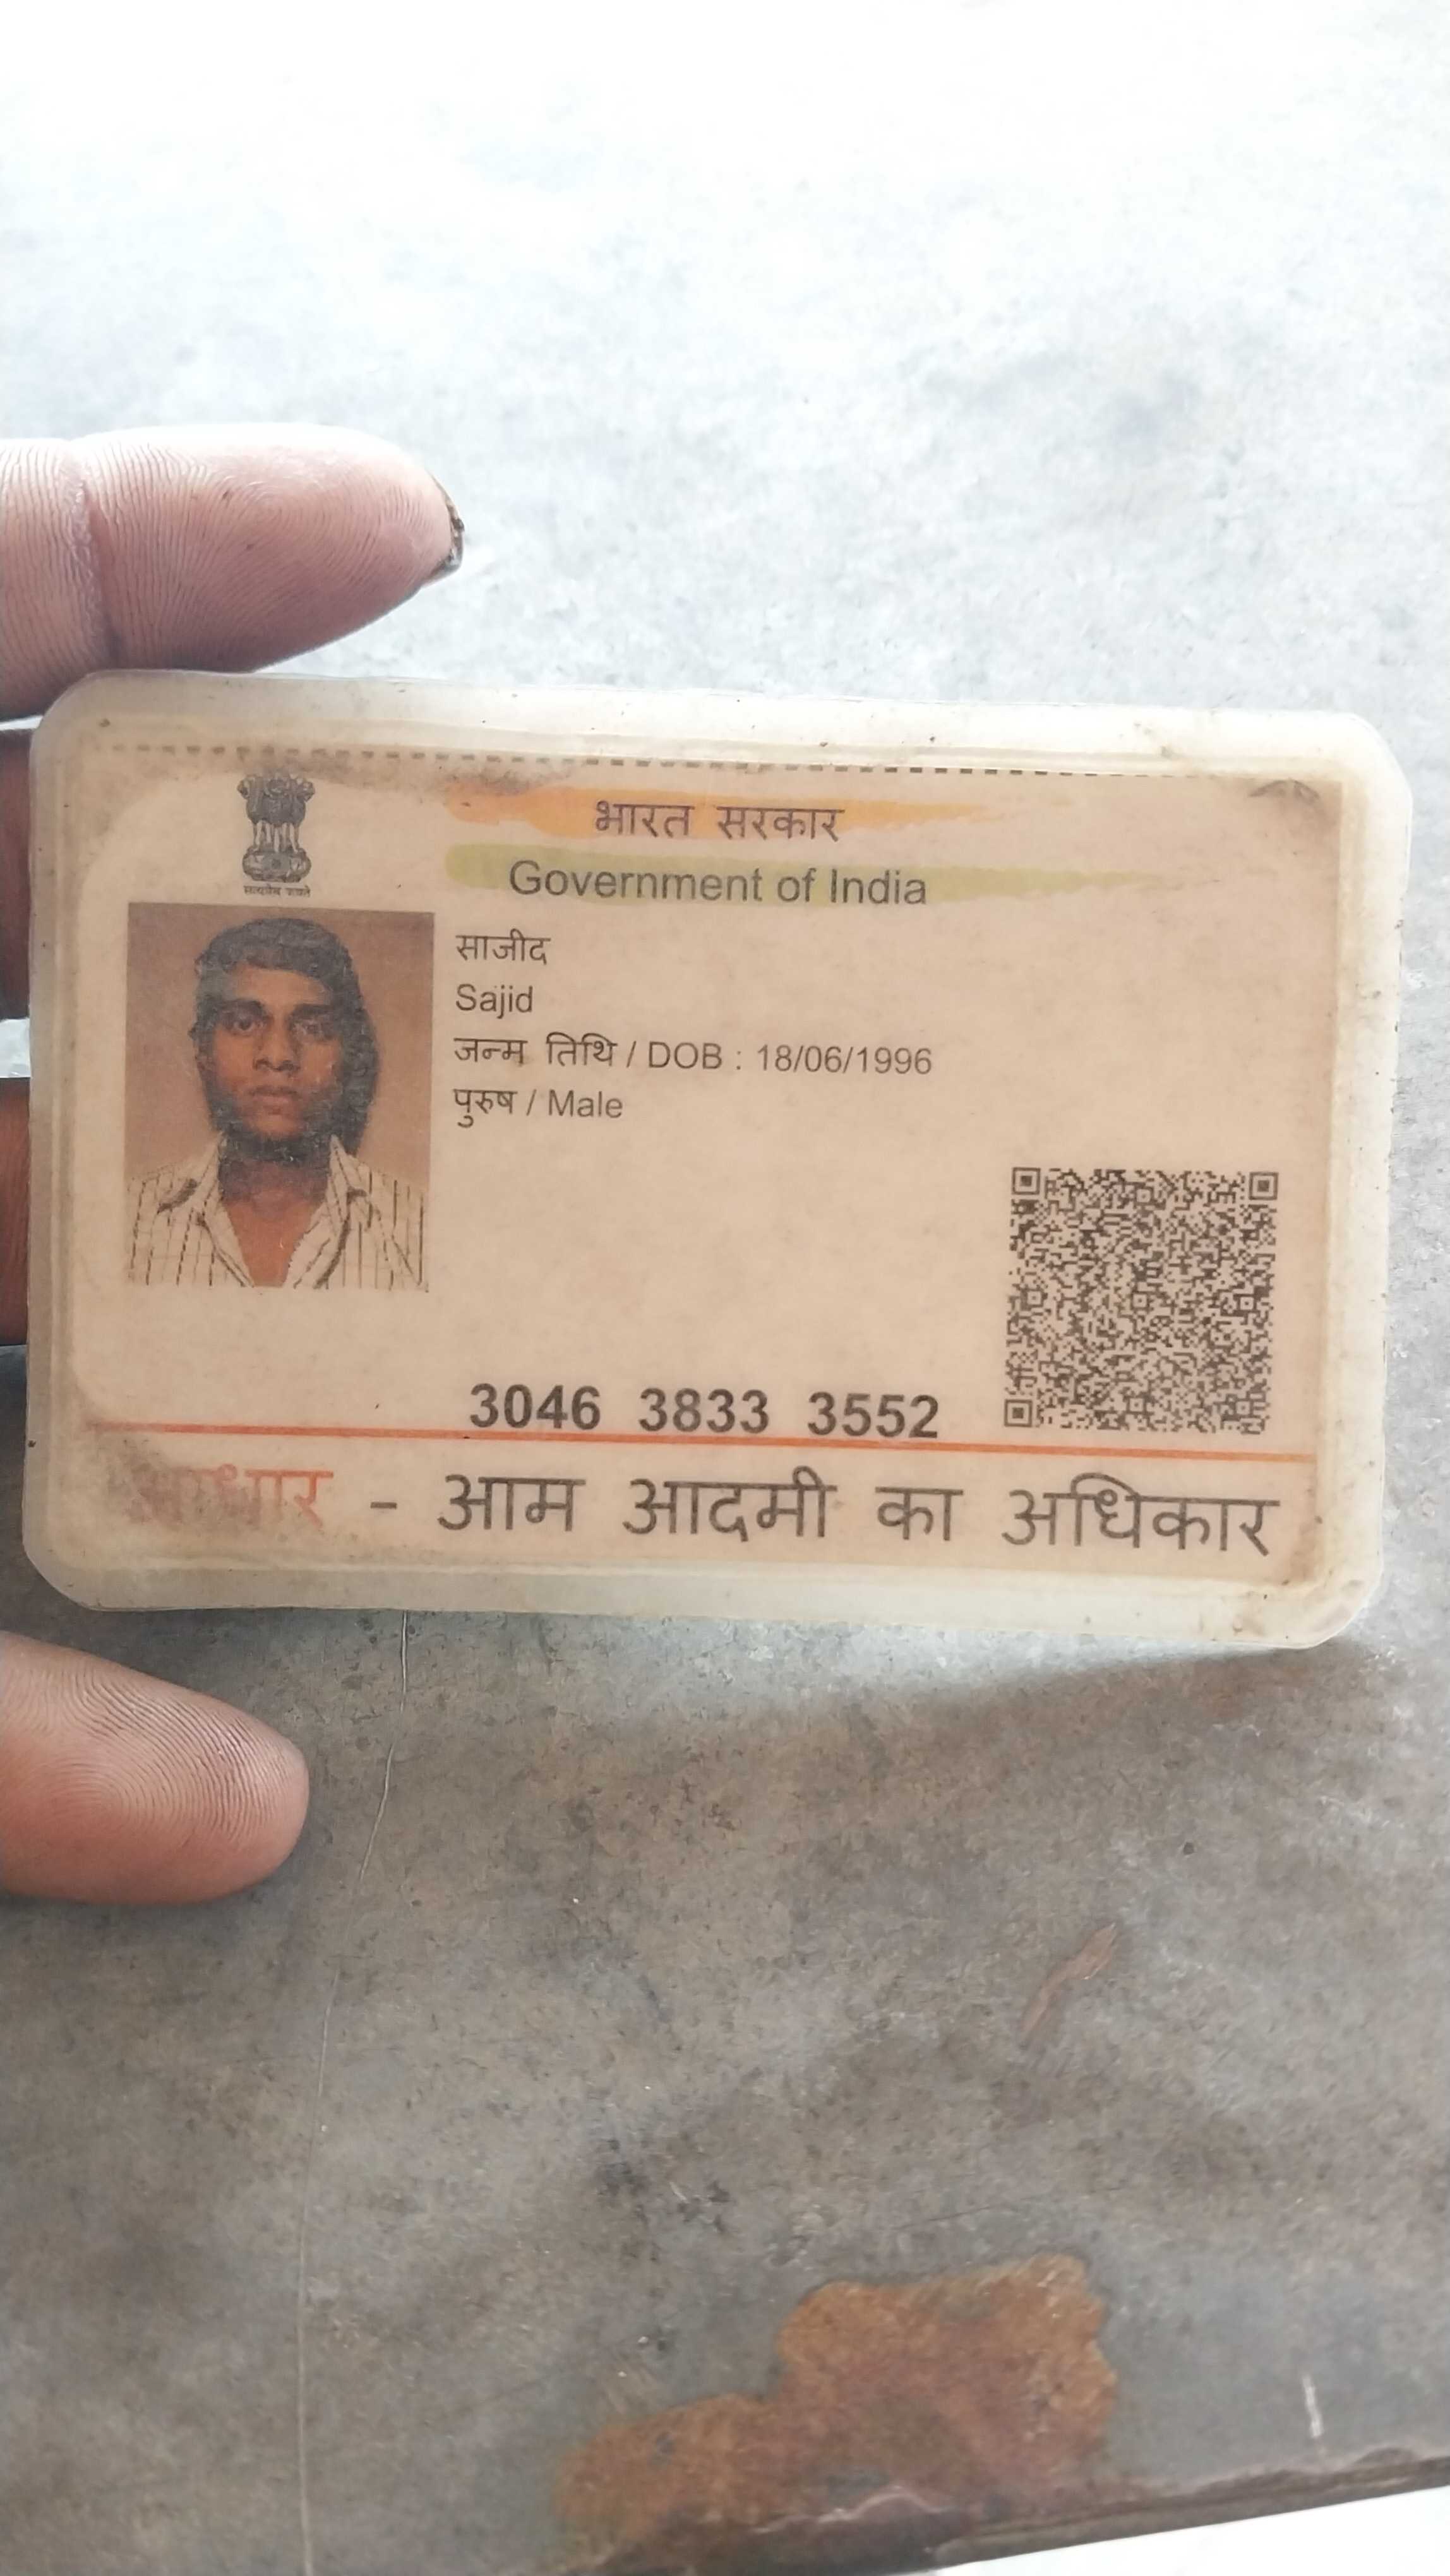 भारत सरकार
Government of India
सत्यमेव जयते
साजीद
Sajid
जन्म तिथि / DOB : 18/06/1996
पुरुष / Male
3046 3833 3552
आधार - आम आदमी का अधिकार